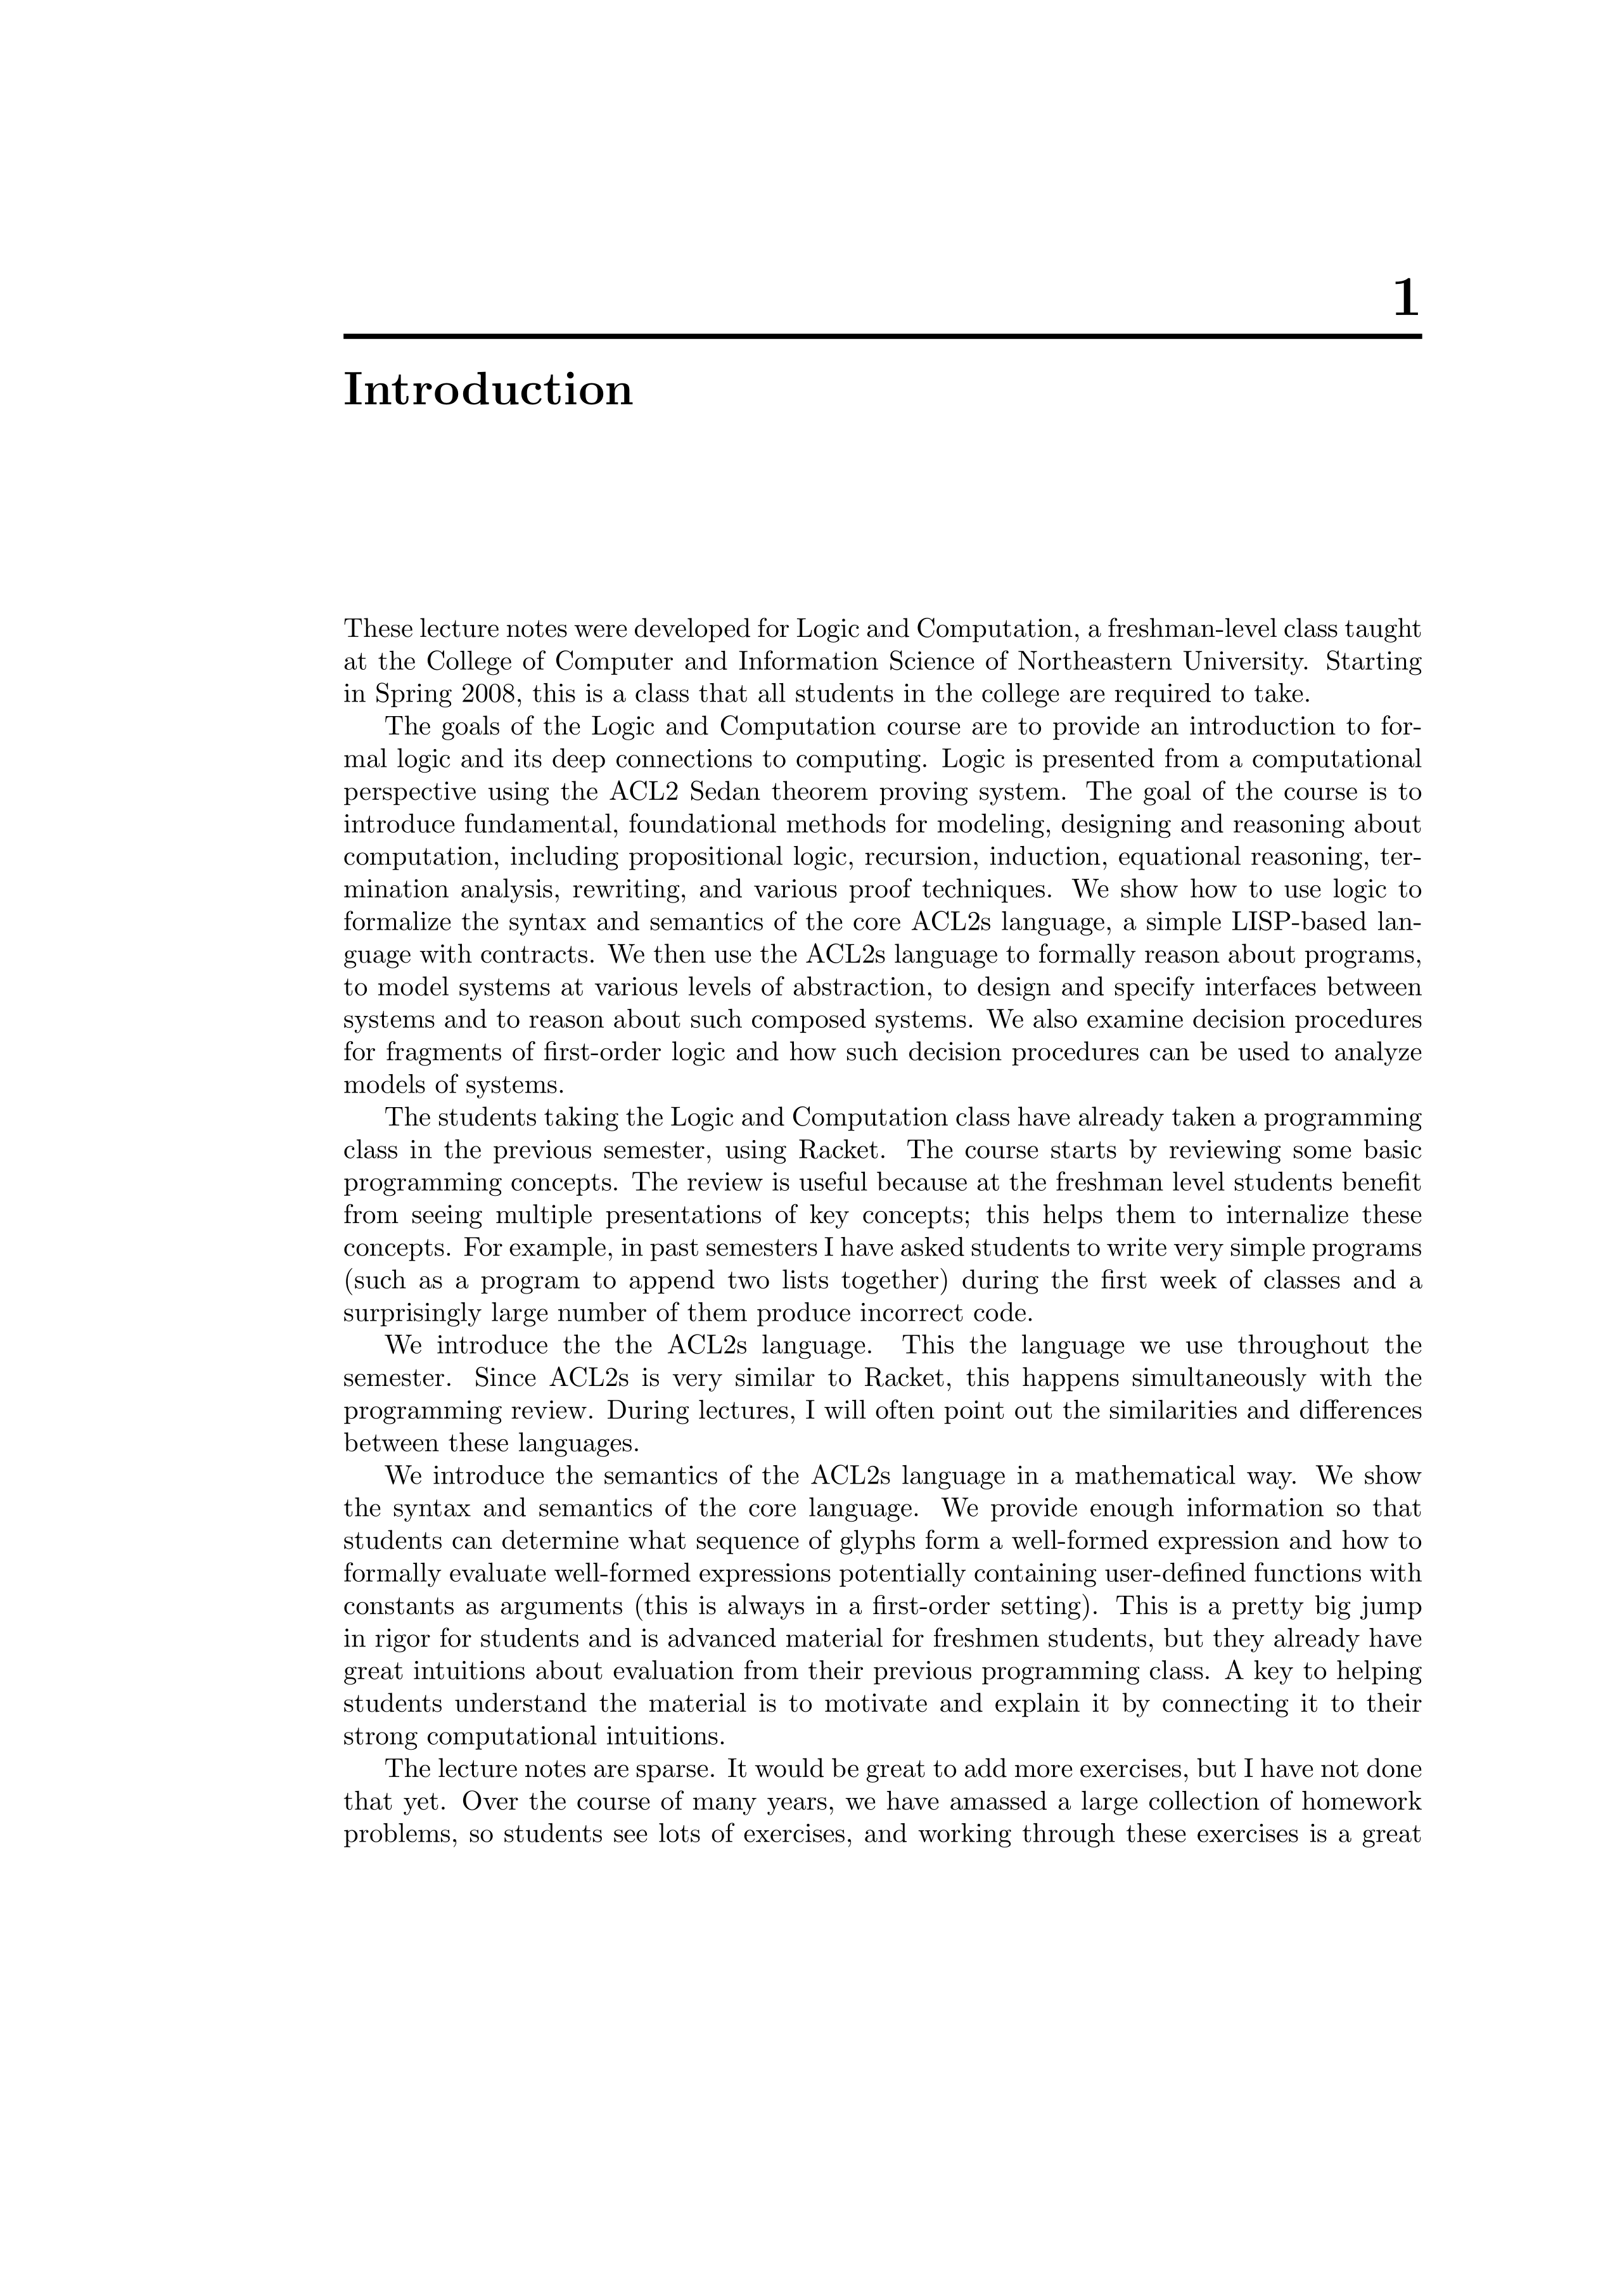 1
Introduction
These lecture notes were developed for Logic and Computation, a freshman-level class taught
at the College of Computer and Information Science of Northeastern University. Starting
in Spring 2008, this is a class that all students in the college are required to take.
The goals of the Logic and Computation course are to provide an introduction to for-
mal logic and its deep connections to computing. Logic is presented from a computational
perspective using the ACL2 Sedan theorem proving system. The goal of the course is to
introduce fundamental, foundational methods for modeling, designing and reasoning about
computation, including propositional logic, recursion, induction, equational reasoning, ter-
mination analysis, rewriting, and various proof techniques. We show how to use logic to
formalize the syntax and semantics of the core ACL2s language, a simple LISP-based lan-
guage with contracts. We then use the ACL2s language to formally reason about programs,
to model systems at various levels of abstraction, to design and specify interfaces between
systems and to reason about such composed systems. We also examine decision procedures
for fragments of first-order logic and how such decision procedures can be used to analyze
models of systems.
The students taking the Logic and Computation class have already taken a programming
class in the previous semester, using Racket. The course starts by reviewing some basic
programming concepts. The review is useful because at the freshman level students benefit
from seeing multiple presentations of key concepts; this helps them to internalize these
concepts. For example, in past semesters I have asked students to write very simple programs
(such as a program to append two lists together) during the first week of classes and a
surprisingly large number of them produce incorrect code.
We introduce the the ACL2s language. This the language we use throughout the
semester. Since ACL2s is very similar to Racket, this happens simultaneously with the
programming review. During lectures, I will often point out the similarities and differences
between these languages.
We introduce the semantics of the ACL2s language in a mathematical way. We show
the syntax and semantics of the core language. We provide enough information so that
students can determine what sequence of glyphs form a well-formed expression and how to
formally evaluate well-formed expressions potentially containing user-defined functions with
constants as arguments (this is always in a first-order setting). This is a pretty big jump
in rigor for students and is advanced material for freshmen students, but they already have
great intuitions about evaluation from their previous programming class. A key to helping
students understand the material is to motivate and explain it by connecting it to their
strong computational intuitions.
The lecture notes are sparse. It would be great to add more exercises, but I have not done
that yet. Over the course of many years, we have amassed a large collection of homework
problems, so students see lots of exercises, and working through these exercises is a great